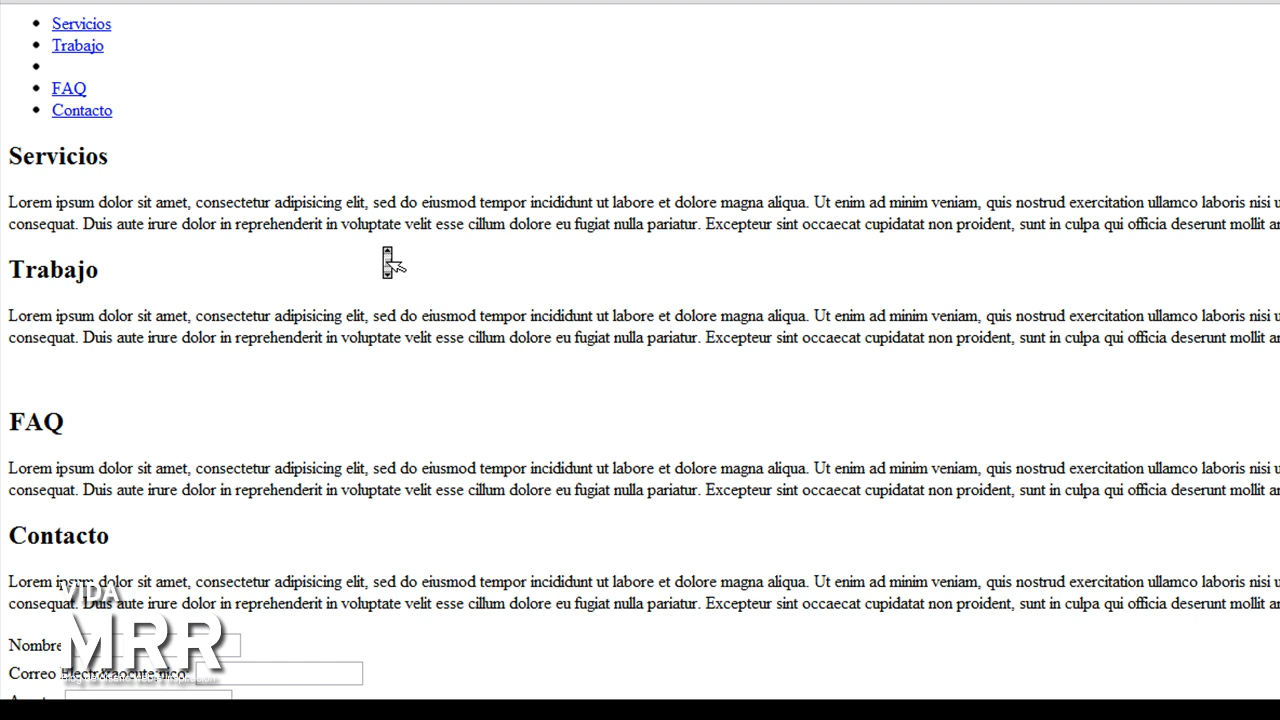 Servicios
Trabajo
FAQ
Contacto
Servicios
Lorem ipsum dolor sit amet, consectetur adipisicing elit, sed do eiusmod tempor incididunt ut labore et dolore magna aliqua. Ut enim ad minim veniam, quis nostrud exercitation ullamco laboris nisi
consequat. Duis aute irure dolor in reprehenderit in voluptate velit esse cillum dolore eu fugiat nulla pariatur. Excepteur sint occaecat cupidatat non proident, sunt in culpa qui officia deserunt mollit
Trabajo
Lorem ipsum dolor sit amet, consectetur adipisicing elit, sed do eiusmod tempor incididunt ut labore et dolore magna aliqua. Ut enim ad minim veniam, quis nostrud exercitation ullamco laboris nisi
consequat. Duis aute irure dolor in reprehenderit in voluptate velit esse cillum dolore eu fugiat nulla pariatur. Excepteur sint occaecat cupidatat non proident, sunt in culpa qui officia deserunt mollit
FAQ
Lorem ipsum dolor sit amet, consectetur adipisicing elit, sed do eiusmod tempor incididunt ut labore et dolore magna aliqua. Ut enim ad minim veniam, quis nostrud exercitation ullamco laboris nisi
consequat. Duis aute irure dolor in reprehenderit in voluptate velit esse cillum dolore eu fugiat nulla pariatur. Excepteur sint occaecat cupidatat non proident, sunt in culpa qui officia deserunt mollit
Contacto
Lorem ipsum dolor sit amet, consectetur adipisicing elit, sed do eiusmod tempor incididunt ut labore et dolore magna aliqua. Ut enim ad minim veniam, quis nostrud exercitation ullamco laboris nisi
consequat. Duis aute irure dolor in reprehenderit in voluptate velit esse cillum dolore eu fugiat nulla pariatur. Excepteur sint occaecat cupidatat non proident, sunt in culpa qui officia deserunt mollit
VIDA
MRR
Nombre
Correo